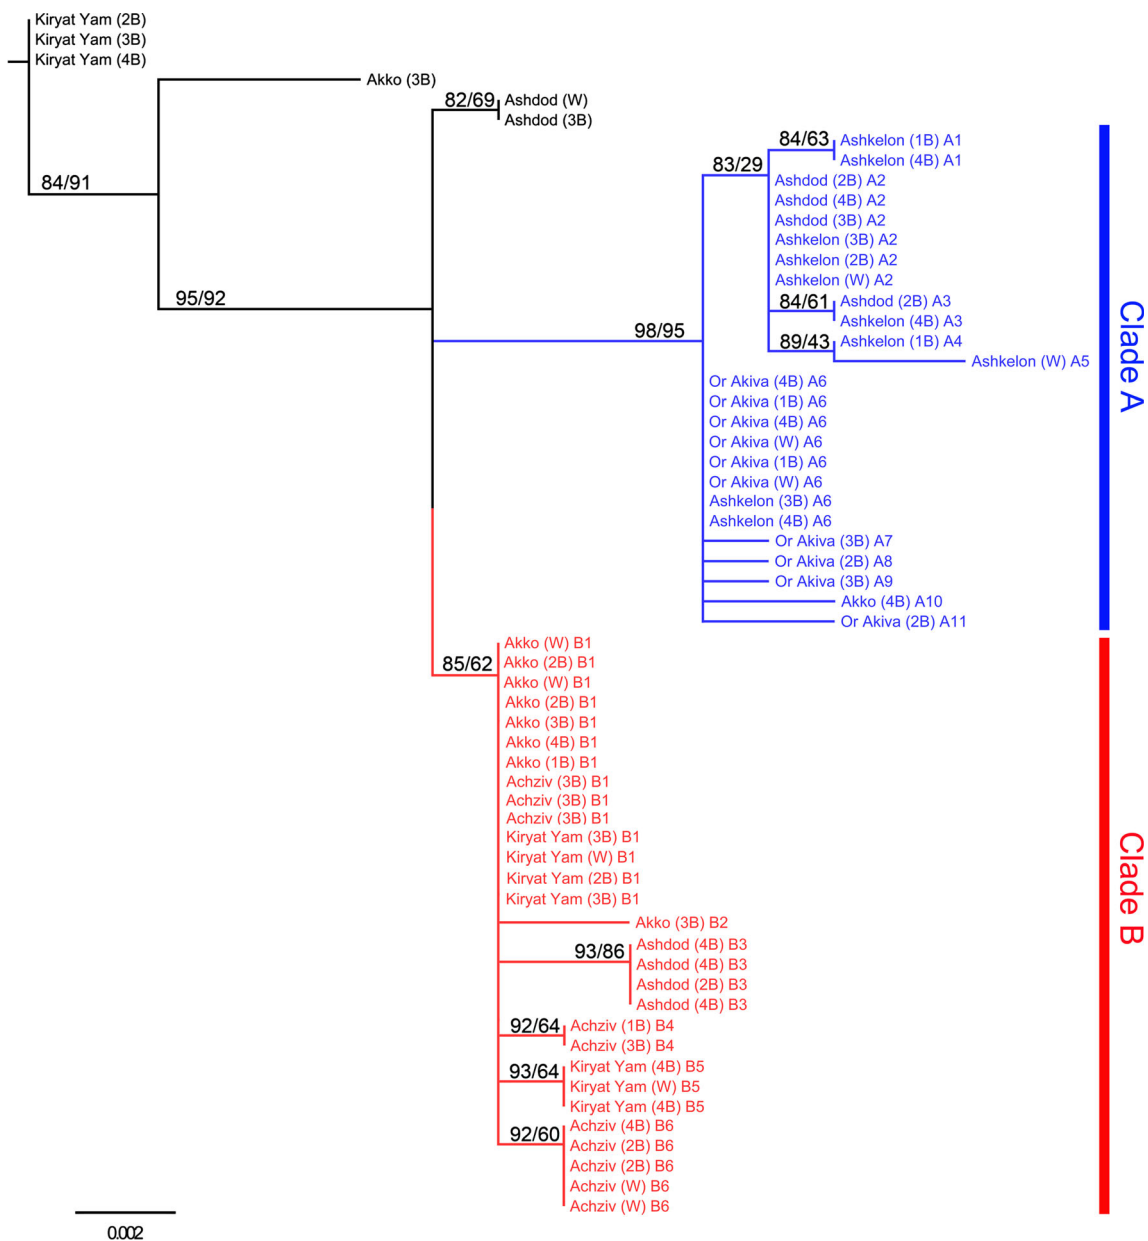 Kiryat Yam (2B)
Kiryat Yam (3B)
Kiryat Yam (4B)
Akko (3B)
82/69
Ashdod (W)
Ashdod (3B)
84/91
95/92
98/95
83/29
84/63
Ashkelon (1B) A1
Ashkelon (4B) A1
Ashdod (2B) A2
Ashdod (4B) A2
Ashdod (3B) A2
Ashkelon (3B) A2
Ashkelon (2B) A2
Ashkelon (W) A2
84/61
Ashdod (2B) A3
Ashkelon (4B) A3
89/43
Ashkelon (1B) A4
Ashkelon (W) A5
Or Akiva (4B) A6
Or Akiva (1B) A6
Or Akiva (4B) A6
Or Akiva (W) A6
Or Akiva (1B) A6
Or Akiva (W) A6
Ashkelon (3B) A6
Ashkelon (4B) A6
Or Akiva (3B) A7
Or Akiva (2B) A8
Or Akiva (3B) A9
Akko (4B) A10
Or Akiva (2B) A11
Clade A
85/62
Akko (W) B1
Akko (2B) B1
Akko (W) B1
Akko (2B) B1
Akko (3B) B1
Akko (4B) B1
Akko (1B) B1
Achziv (3B) B1
Achziv (3B) B1
Achziv (3B) B1
Kiryat Yam (3B) B1
Kiryat Yam (W) B1
Kiryat Yam (2B) B1
Kiryat Yam (3B) B1
Akko (3B) B2
93/86
Ashdod (4B) B3
Ashdod (4B) B3
Ashdod (2B) B3
Ashdod (4B) B3
92/64
Achziv (1B) B4
Achziv (3B) B4
93/64
Kiryat Yam (4B) B5
Kiryat Yam (W) B5
Kiryat Yam (4B) B5
92/60
Achziv (4B) B6
Achziv (2B) B6
Achziv (2B) B6
Achziv (W) B6
Achziv (W) B6
Clade B
0.002